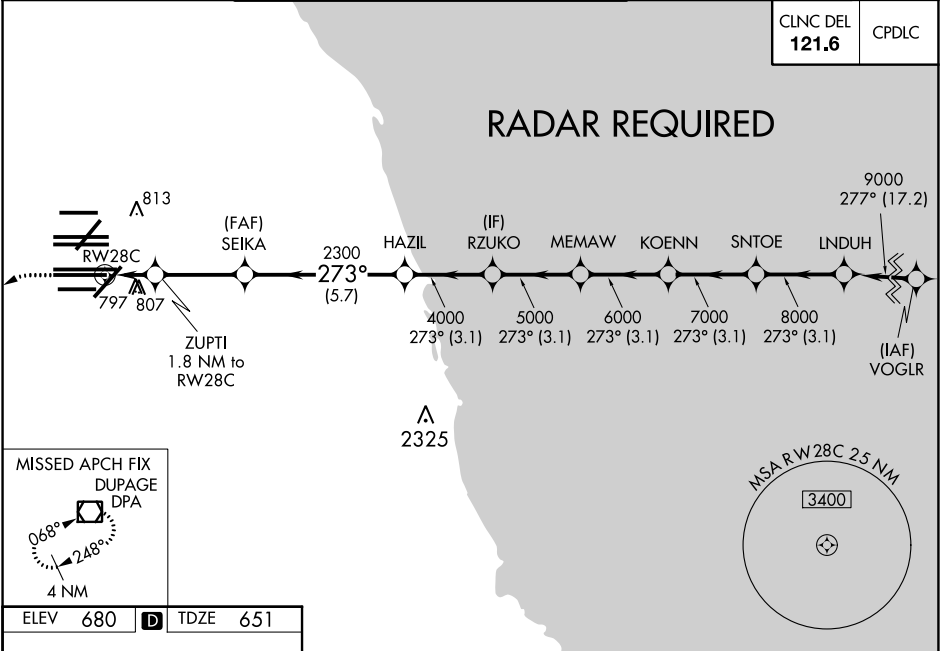 CLNC DEL
121.6
CPDLC
RADAR REQUIRED
813
9000
277° (17.2)
(FAF)
SEIKA
2300
273°
(5.7)
HAZIL
(IF)
RZUKO
MEMAW
KOENN
SNTOE
LNDUH
RW28C
797
807
4000
273° (3.1)
5000
273° (3.1)
6000
273° (3.1)
7000
273° (3.1)
8000
273° (3.1)
(IAF)
VOGLR
ZUPTI
1.8 NM to
RW28C
2325
MISSED APCH FIX
DUPAGE
DPA
068°
248°
4 NM
MSA RW28C 25 NM
3400
ELEV 680 D TDZE 651